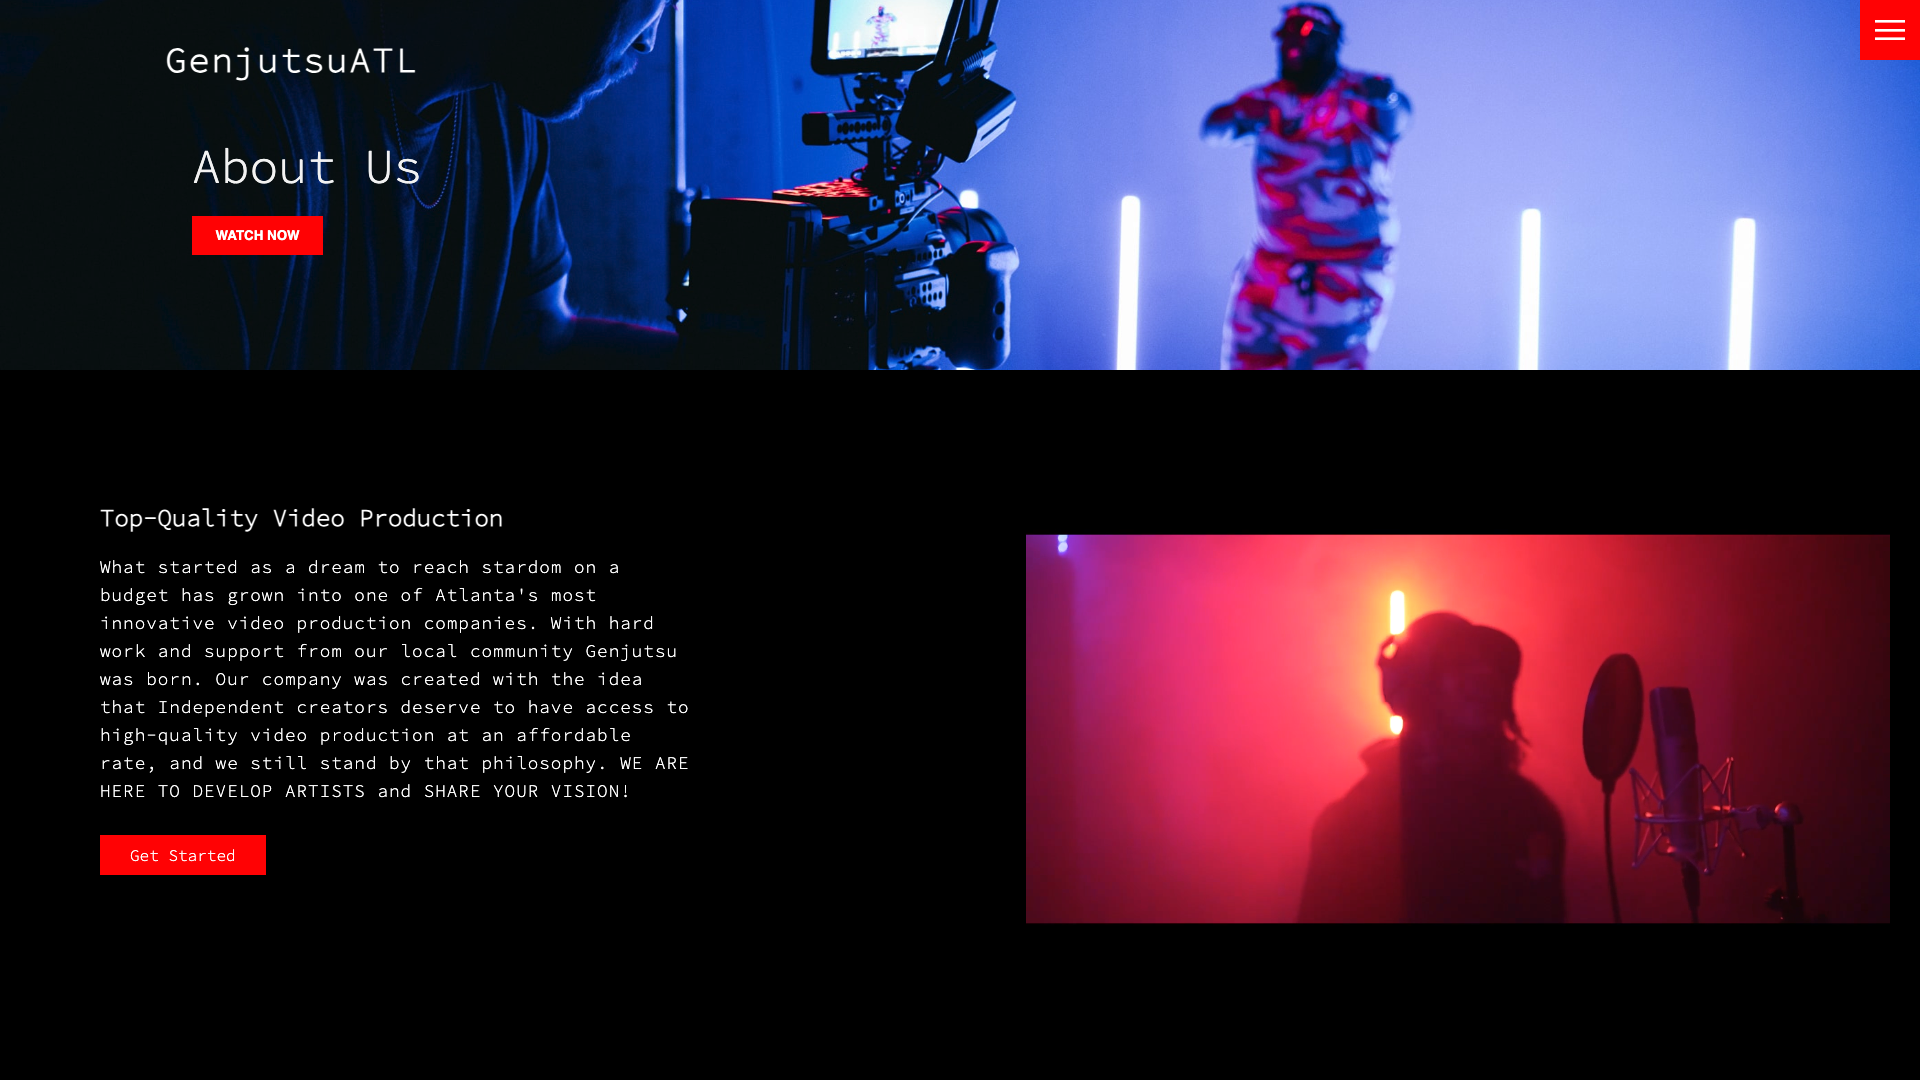 GenjutsuATL
About Us
WATCH NOW
Top-Quality Video Production
What started as a dream to reach stardom on a
budget has grown into one of Atlanta's most
innovative video production companies. With hard
work and support from our local community Genjutsu
was born. Our company was created with the idea
that Independent creators deserve to have access to
high-quality video production at an affordable
rate, and we still stand by that philosophy. WE ARE
HERE TO DEVELOP ARTISTS and SHARE YOUR VISION!
Get Started